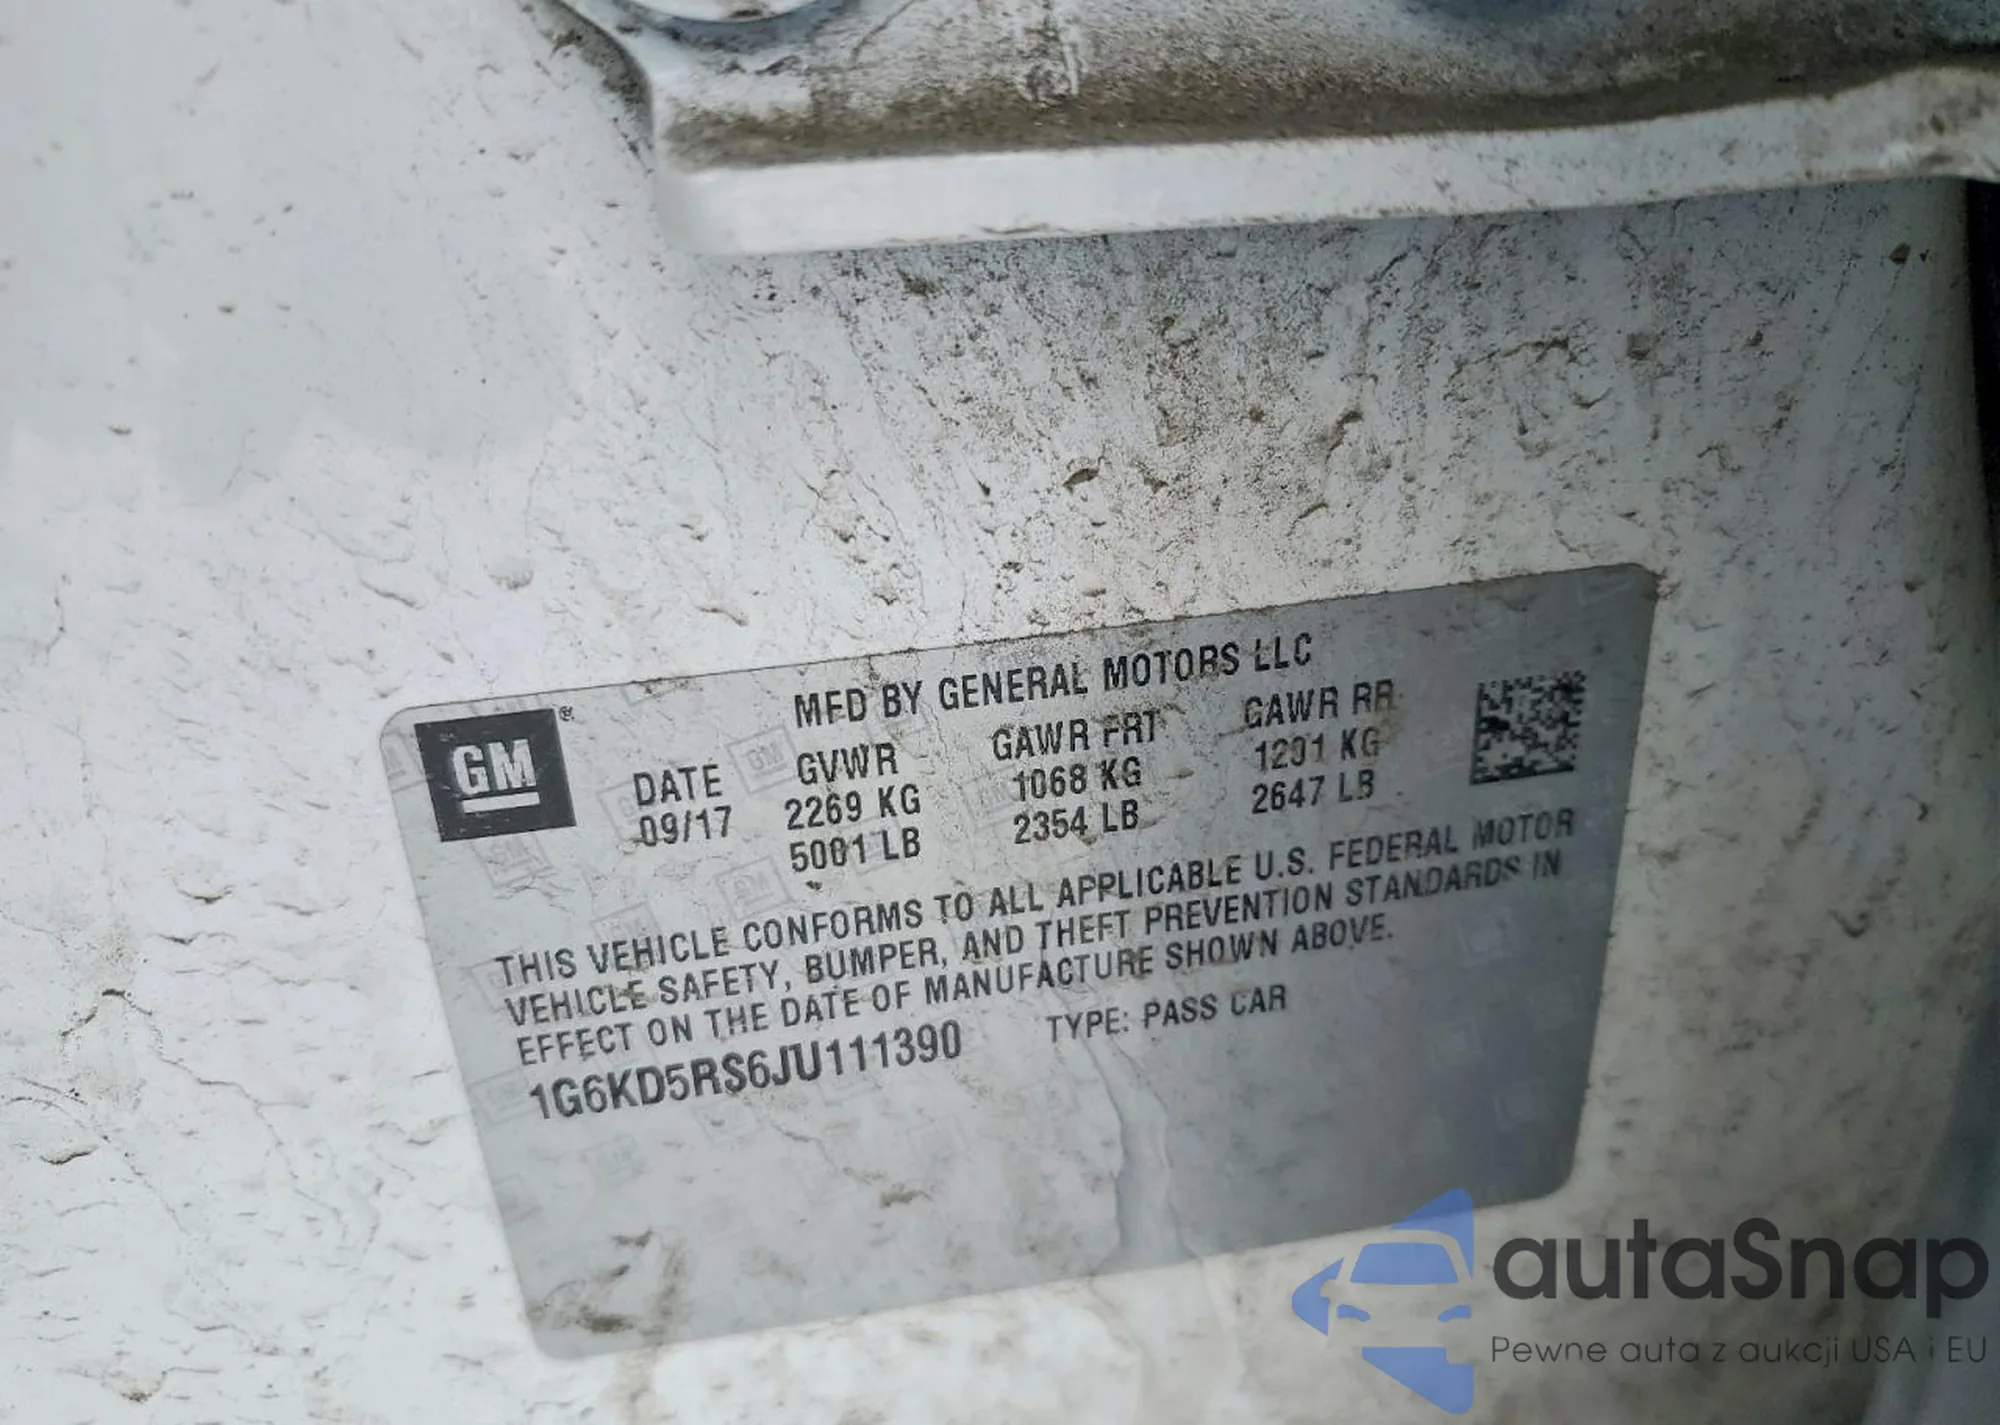 MFD BY GENERAL MOTORS LLC
GM®
DATE GVWR GAWR FRT GAWR RR
09/17 2269 KG 1068 KG 1201 KG
5001 LB 2354 LB 2647 LB
THIS VEHICLE CONFORMS TO ALL APPLICABLE U.S. FEDERAL MOTOR
VEHICLE SAFETY, BUMPER, AND THEFT PREVENTION STANDARDS IN
EFFECT ON THE DATE OF MANUFACTURE SHOWN ABOVE.
1G6KD5RS6JU111390 TYPE: PASS CAR
autaSnap
Pewne auta z aukcji USA i EU